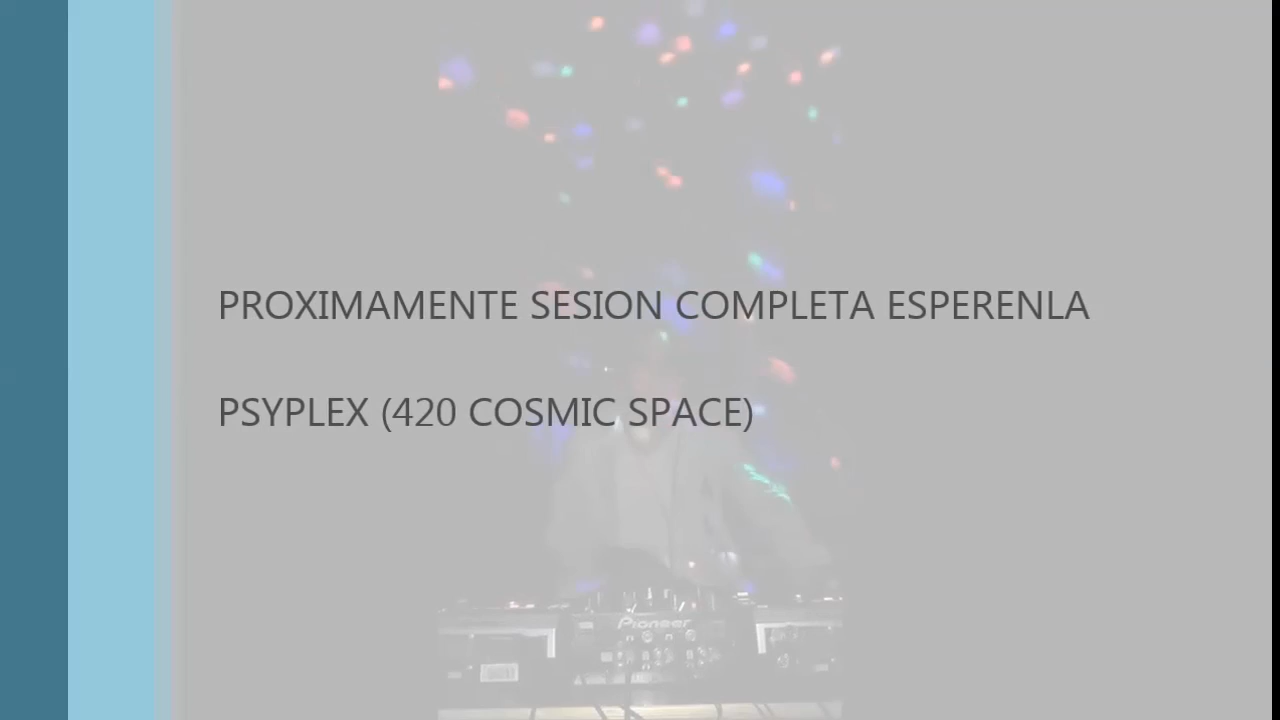 PROXIMAMENTE SESION COMPLETA ESPERENLA
PSYPLEX (420 COSMIC SPACE)
Pioneer